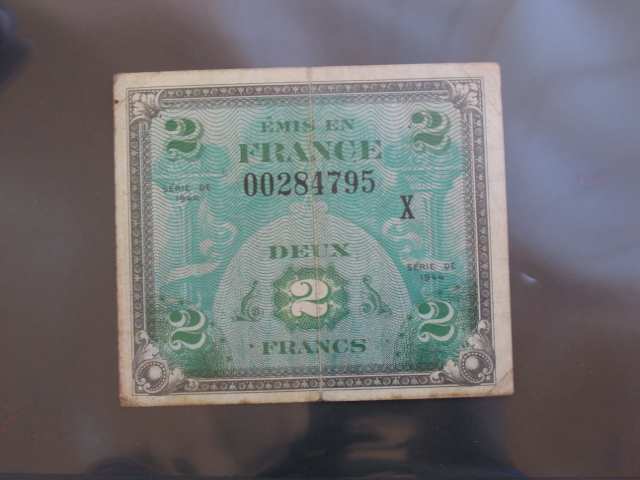 2 2
ÉMIS EN
FRANCE
00284795
SÉRIE DE
1944
X
DEUX
SÉRIE DE
1944
2
2 2
FRANCS